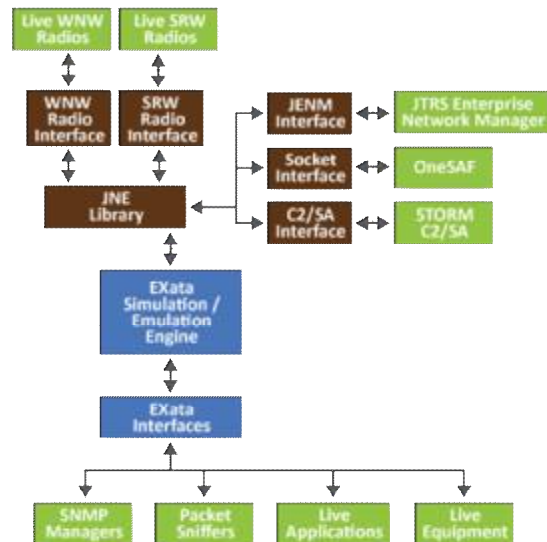 Live WNW
Radios
Live SRW
Radios
WNW
Radio
Interface
SRW
Radio
Interface
JENM
Interface
JTRS Enterprise
Network Manager
Socket
Interface
OneSAF
JNE
Library
C2/SA
Interface
STORM
C2/SA
EXata
Simulation /
Emulation
Engine
EXata
Interfaces
SNMP
Managers
Packet
Sniffers
Live
Applications
Live
Equipment